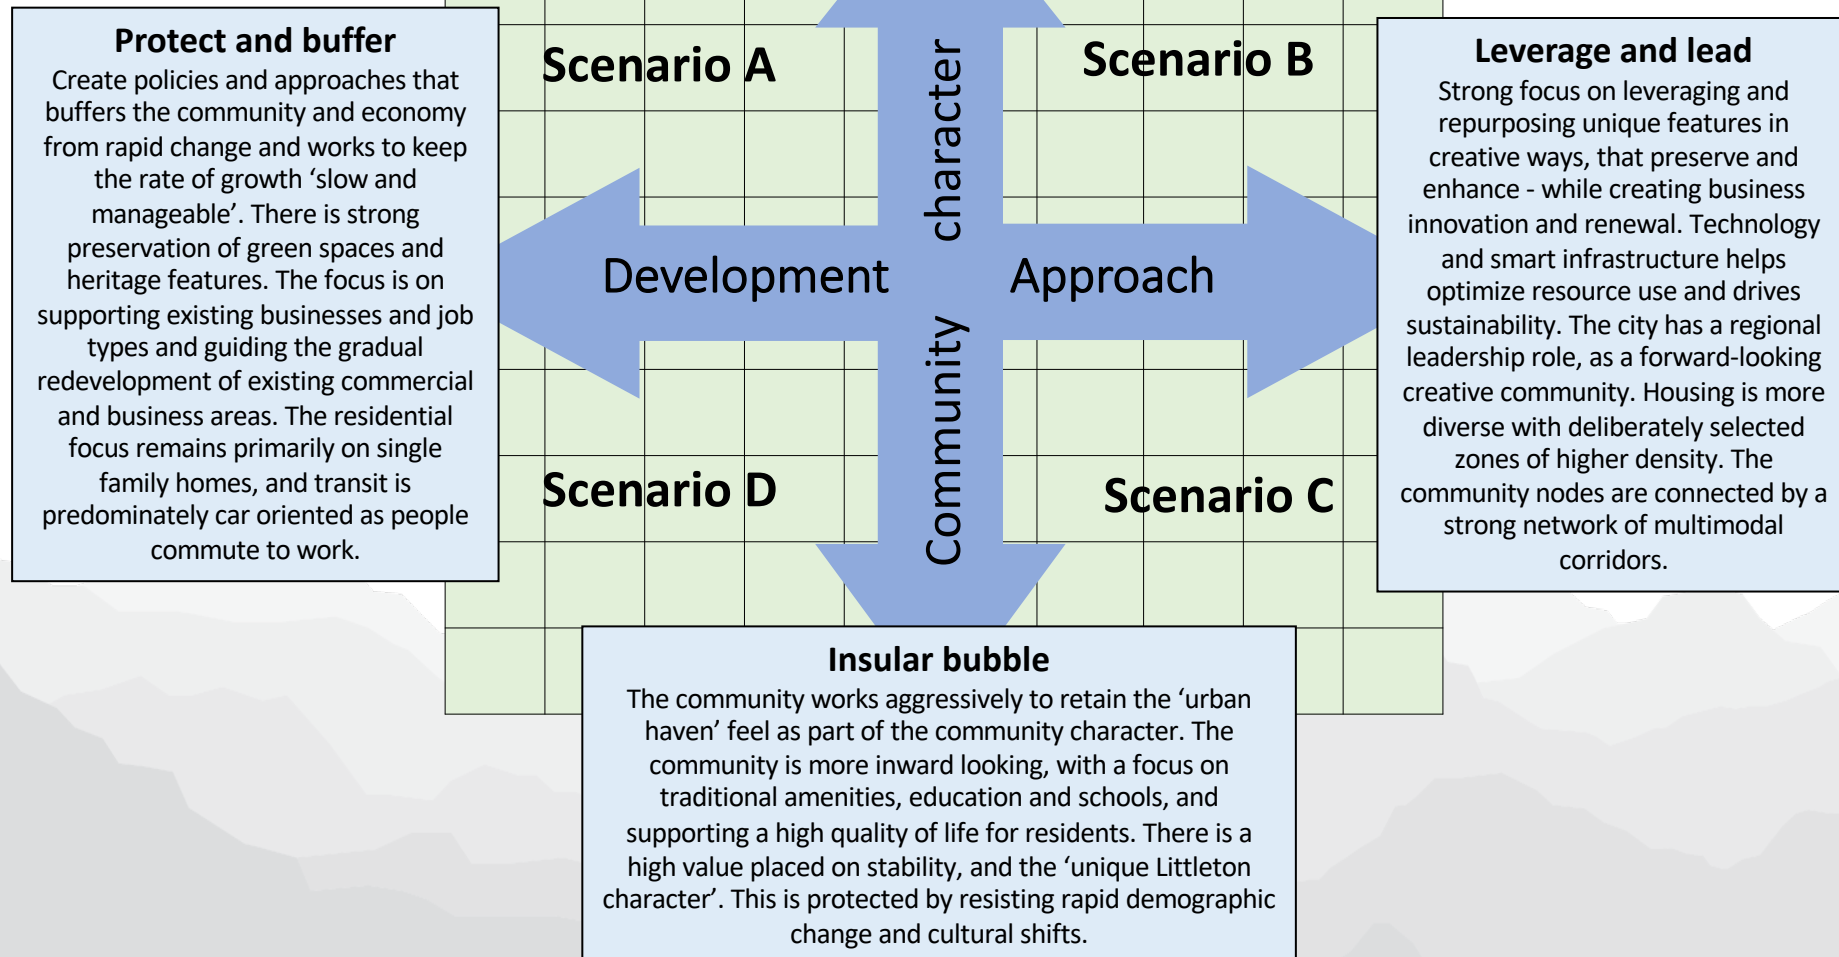 Protect and buffer
Create policies and approaches that
buffers the community and economy
from rapid change and works to keep
the rate of growth ‘slow and
manageable’. There is strong
preservation of green spaces and
heritage features. The focus is on
supporting existing businesses and job
types and guiding the gradual
redevelopment of existing commercial
and business areas. The residential
focus remains primarily on single
family homes, and transit is
predominately car oriented as people
commute to work.
Scenario A
Scenario B
Community character
Development Approach
Scenario D
Scenario C
Leverage and lead
Strong focus on leveraging and
repurposing unique features in
creative ways, that preserve and
enhance - while creating business
innovation and renewal. Technology
and smart infrastructure helps
optimize resource use and drives
sustainability. The city has a regional
leadership role, as a forward-looking
creative community. Housing is more
diverse with deliberately selected
zones of higher density. The
community nodes are connected by a
strong network of multimodal
corridors.
Insular bubble
The community works aggressively to retain the ‘urban
haven’ feel as part of the community character. The
community is more inward looking, with a focus on
traditional amenities, education and schools, and
supporting a high quality of life for residents. There is a
high value placed on stability, and the ‘unique Littleton
character’. This is protected by resisting rapid demographic
change and cultural shifts.